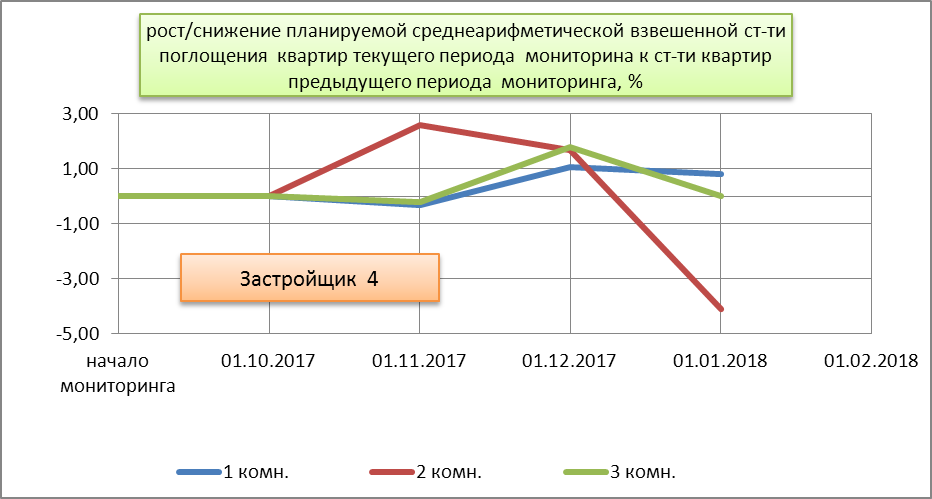 рост/снижение планируемой среднеарифметической взвешенной ст-ти
поглощения квартир текущего периода мониторина к ст-ти квартир
предыдущего периода мониторинга, %
3,00
1,00
-1,00
-3,00
-5,00
Застройщик 4
начало
мониторинга
01.10.2017
01.11.2017
01.12.2017
01.01.2018
01.02.2018
1 комн.
2 комн.
3 комн.